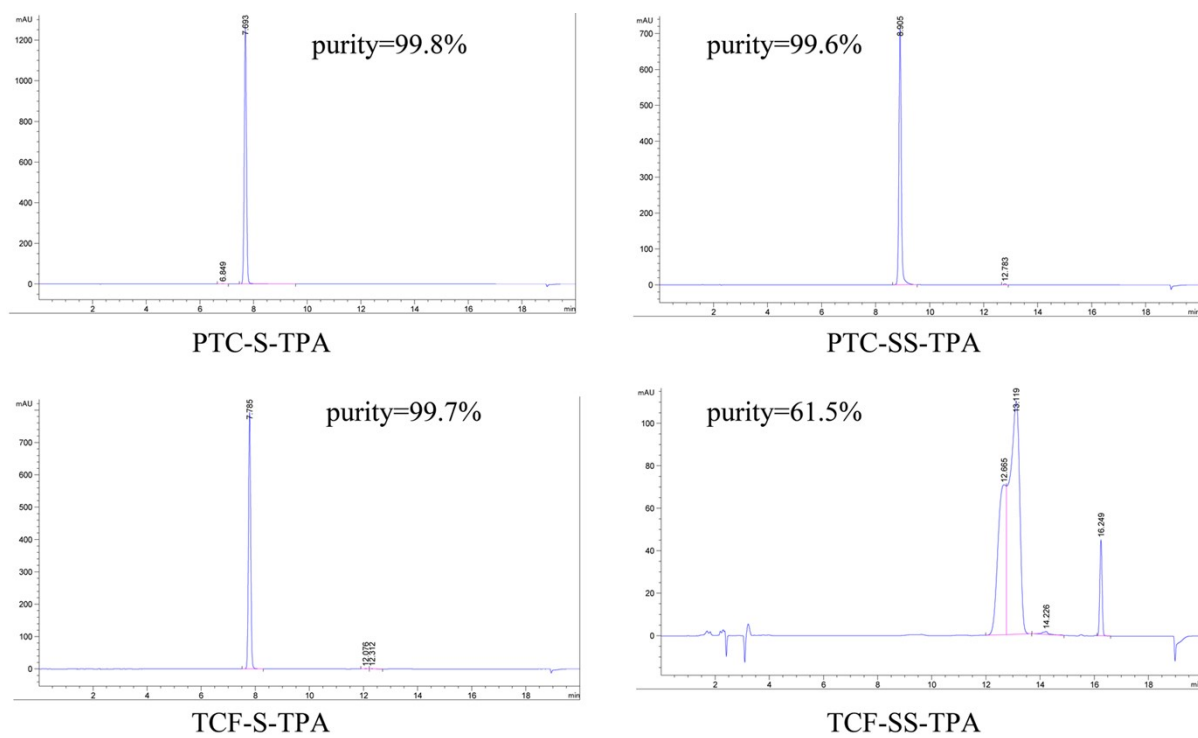 mAU
7.693
purity=99.8%
1200
1000
800
600
400
200
0
6.849
2 4 6 8 10 12 14 16 18 min
PTC-S-TPA
mAU
8.905
purity=99.6%
700
600
500
400
300
200
100
0
12.783
2 4 6 8 10 12 14 16 18 min
PTC-SS-TPA
mAU
7.785
purity=99.7%
700
600
500
400
300
200
100
0
12.076
12.312
2 4 6 8 10 12 14 16 18 min
TCF-S-TPA
mAU
13.119
purity=61.5%
100
80
12.665
60
16.249
40
20
14.226
0
2 4 6 8 10 12 14 16 18 min
TCF-SS-TPA